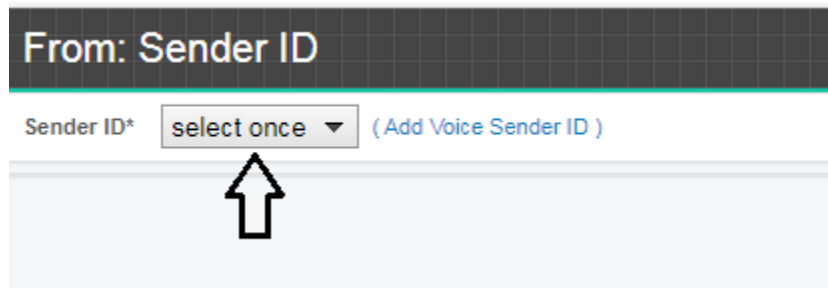 From: Sender ID
Sender ID* select once ( Add Voice Sender ID )